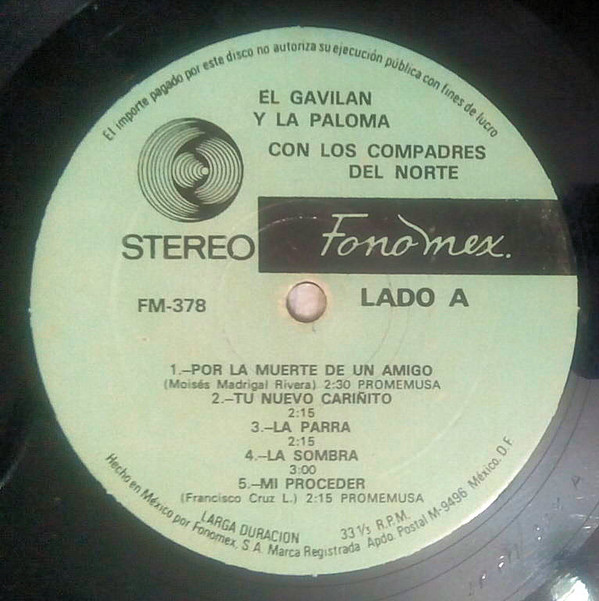 El importe pagado por este disco no autoriza su ejecución pública con fines de lucro
EL GAVILAN
Y LA PALOMA
CON LOS COMPADRES
DEL NORTE
STEREO
Fonomex.
FM-378
LADO A
1.-POR LA MUERTE DE UN AMIGO
(Moisés Madrigal Rivera) 2:30 PROMEMUSA
2.-TU NUEVO CARIÑITO
2:15
3.-LA PARRA
2:15
4.-LA SOMBRA
3:00
5.-MI PROCEDER
(Francisco Cruz L.) 2:15 PROMEMUSA
LARGA DURACION
33⅓ R.P.M.
Hecho en México por Fonomex, S.A. Marca Registrada Apdo. Postal M-9496 México, D.F.